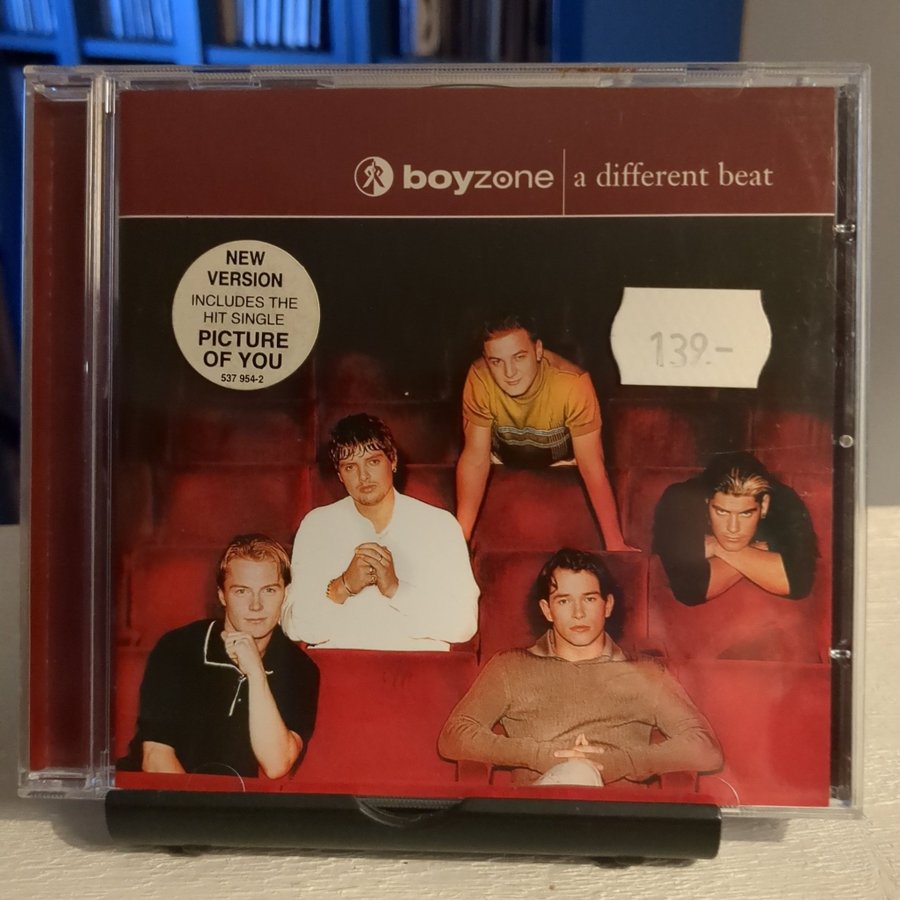 boyzone | a different beat
NEW
VERSION
INCLUDES THE
HIT SINGLE
PICTURE
OF YOU
537 954-2
139.-